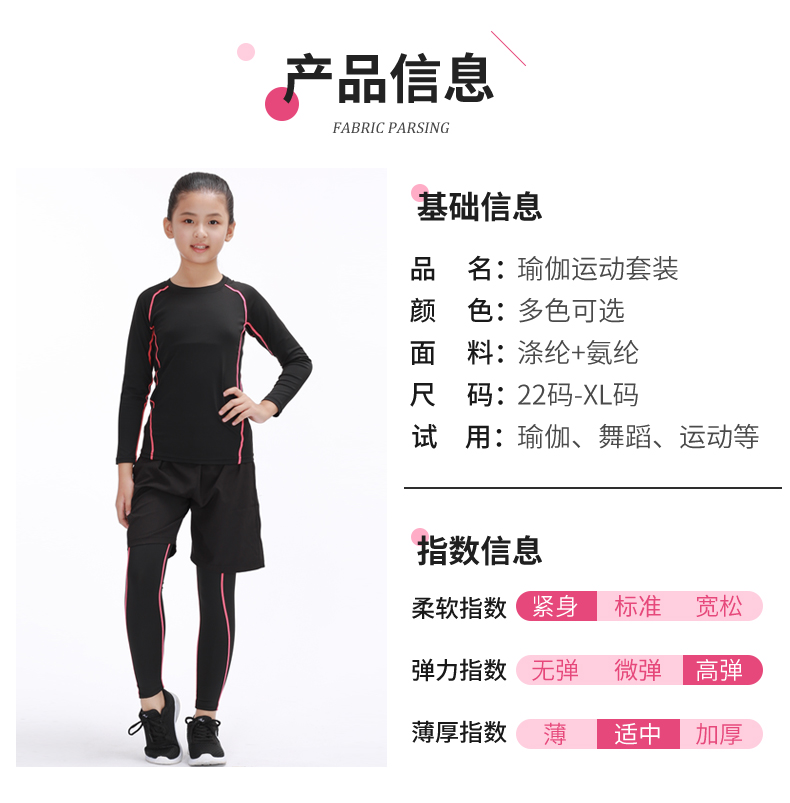 产品信息
FABRIC PARSING
基础信息
品 名：瑜伽运动套装
颜 色：多色可选
面 料：涤纶+氨纶
尺 码：22码-XL码
试 用：瑜伽、舞蹈、运动等
指数信息
柔软指数 紧身 标准 宽松
弹力指数 无弹 微弹 高弹
薄厚指数 薄 适中 加厚